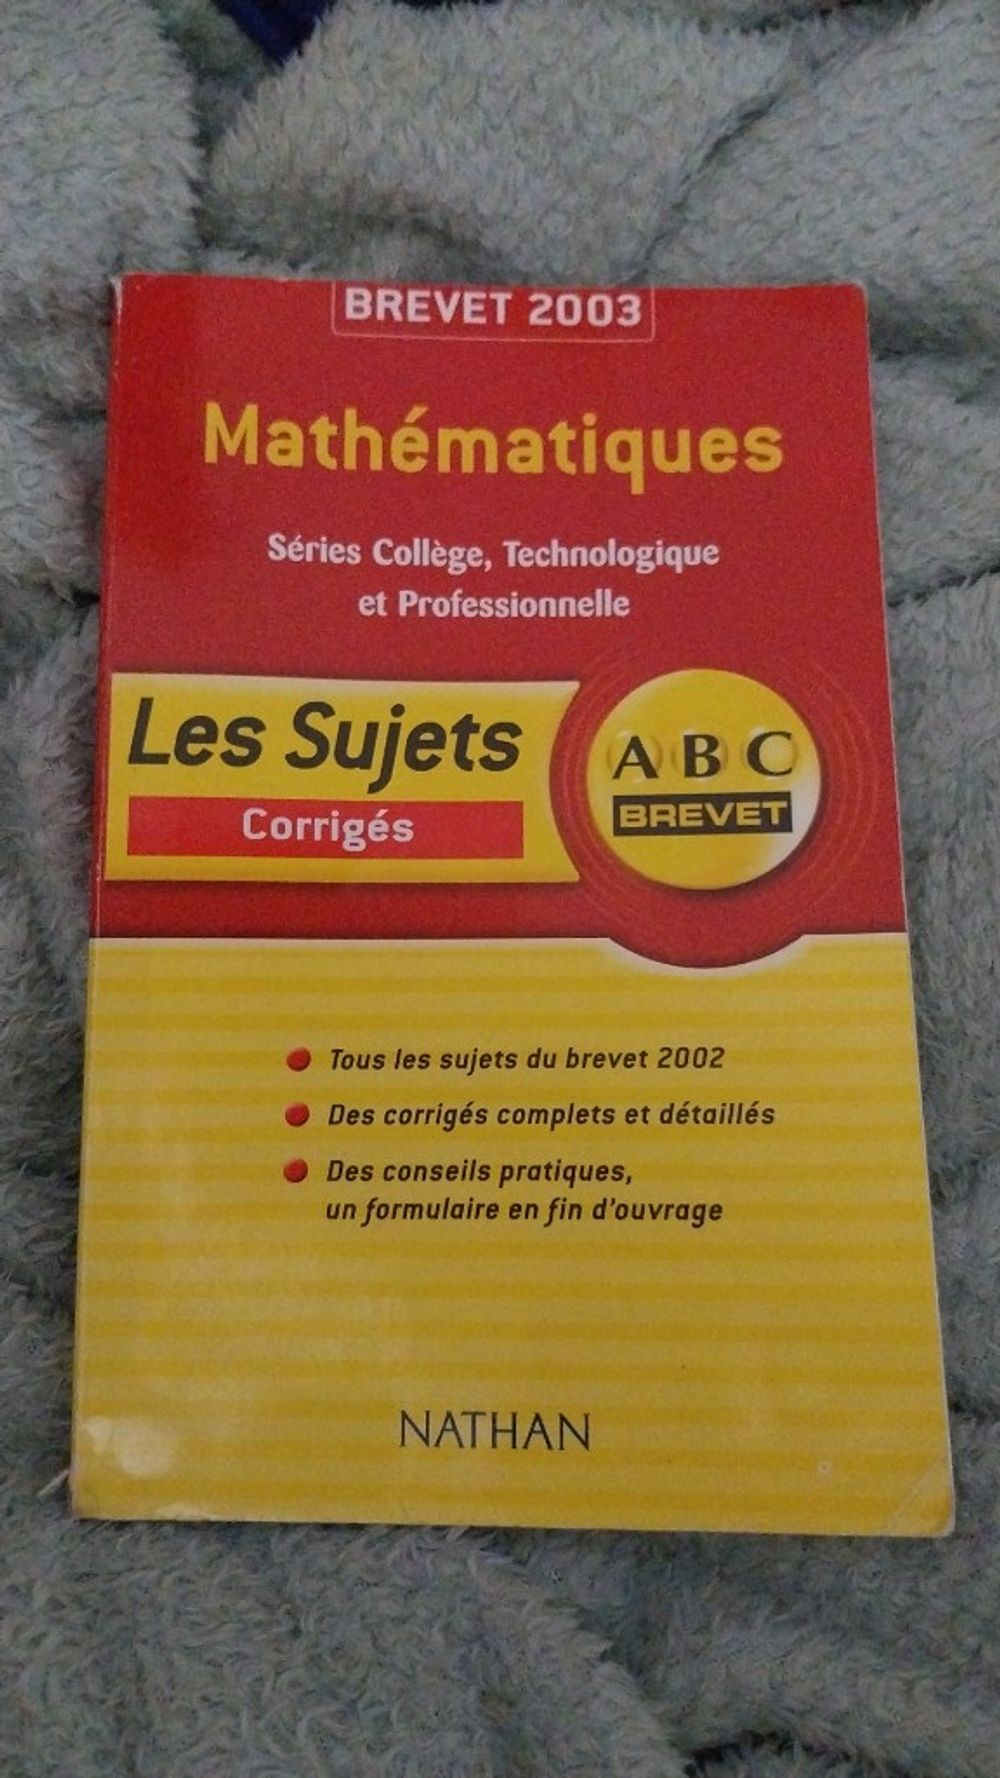 BREVET 2003
Mathématiques
Séries Collège, Technologique
et Professionnelle
Les Sujets
Corrigés
A B C
BREVET
Tous les sujets du brevet 2002
Des corrigés complets et détaillés
Des conseils pratiques,
un formulaire en fin d'ouvrage
NATHAN